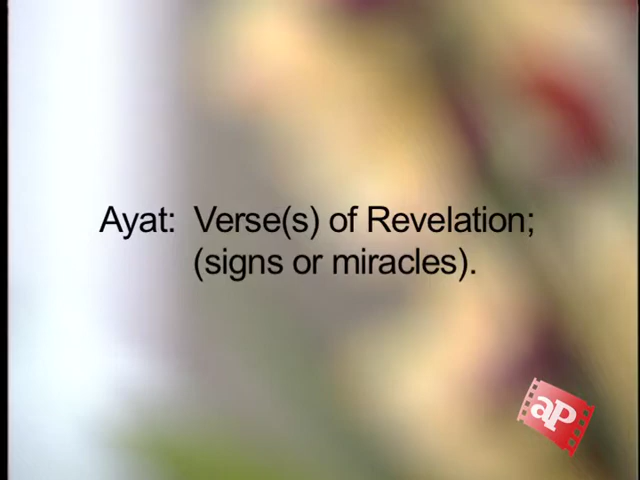 Ayat: Verse(s) of Revelation;
(signs or miracles).
aP